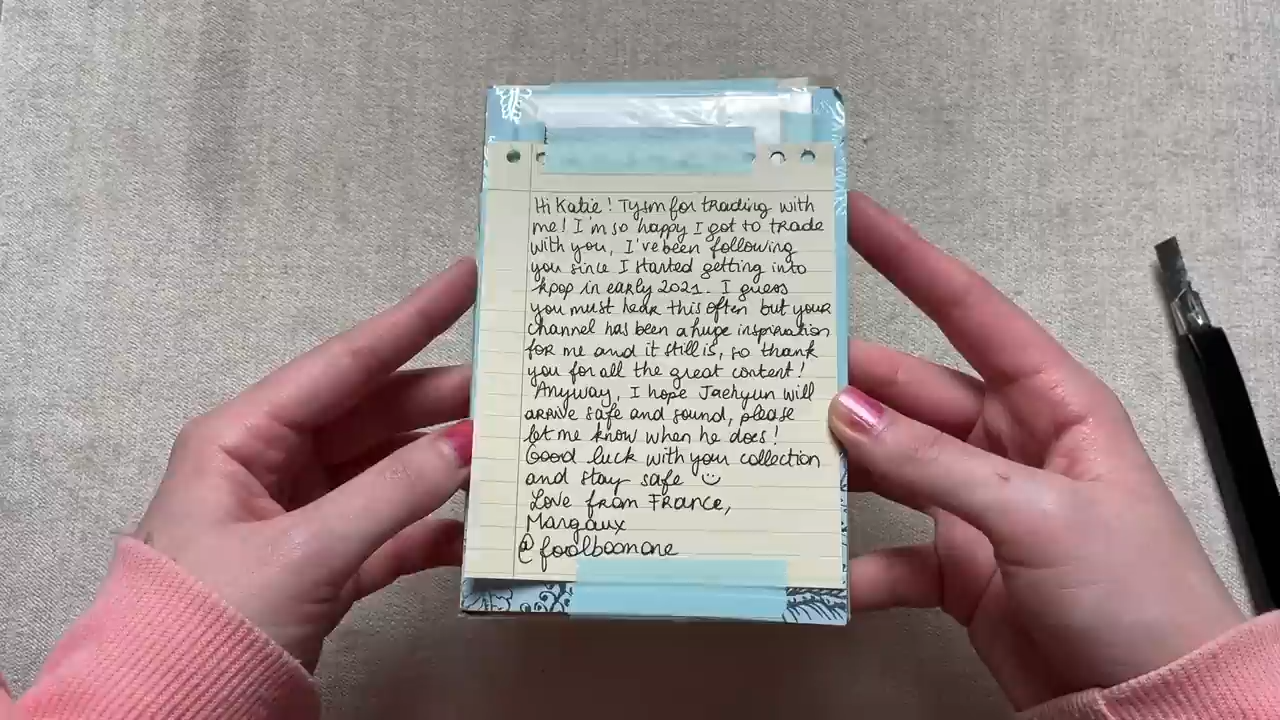 Hi Katie! Tysm for trading with
me! I'm so happy I got to trade
with you, I've been following
you since I started getting into
kpop in early 2021. I guess
you must hear this often but your
channel has been a huge inspiration
for me and it still is, so thank
you for all the great content!
Anyway, I hope Jaehyun will
arrive safe and sound, please
let me know when he does!
Good luck with your collection
and stay safe
Love from France,
Margaux